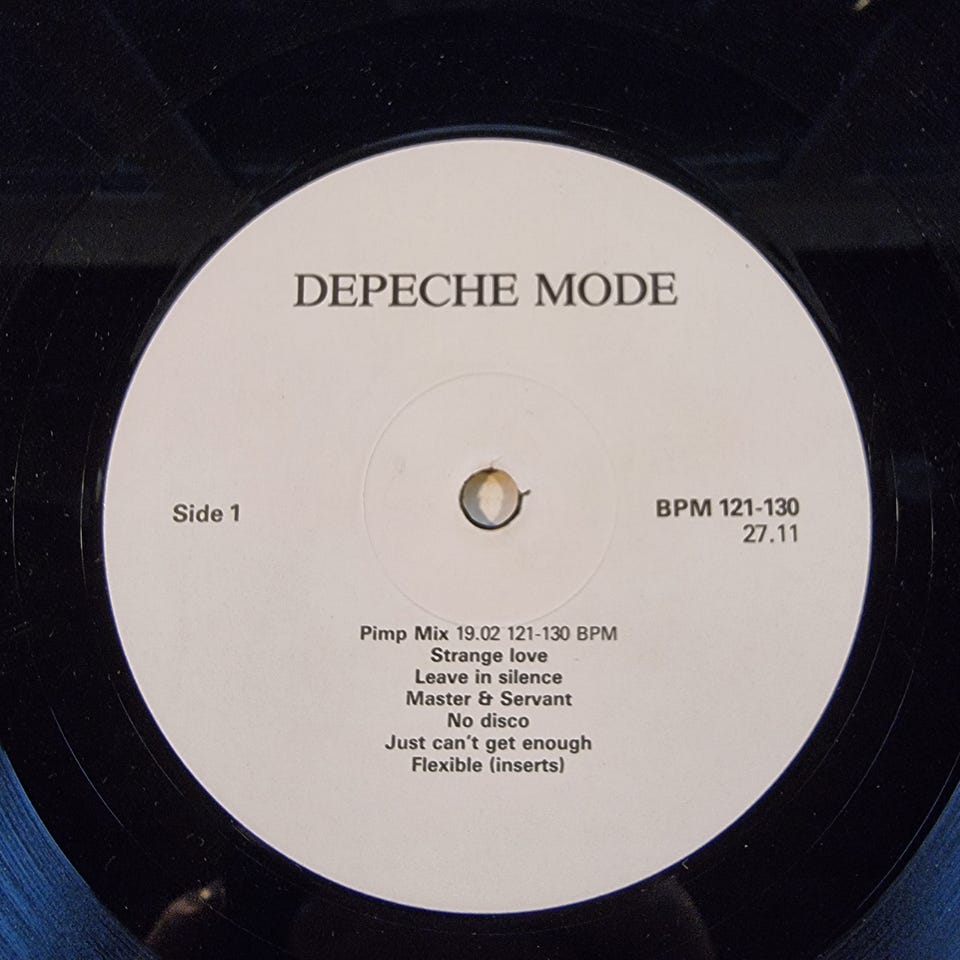 DEPECHE MODE
Side 1
BPM 121-130
27.11
Pimp Mix 19.02 121-130 BPM
Strange love
Leave in silence
Master & Servant
No disco
Just can't get enough
Flexible (inserts)